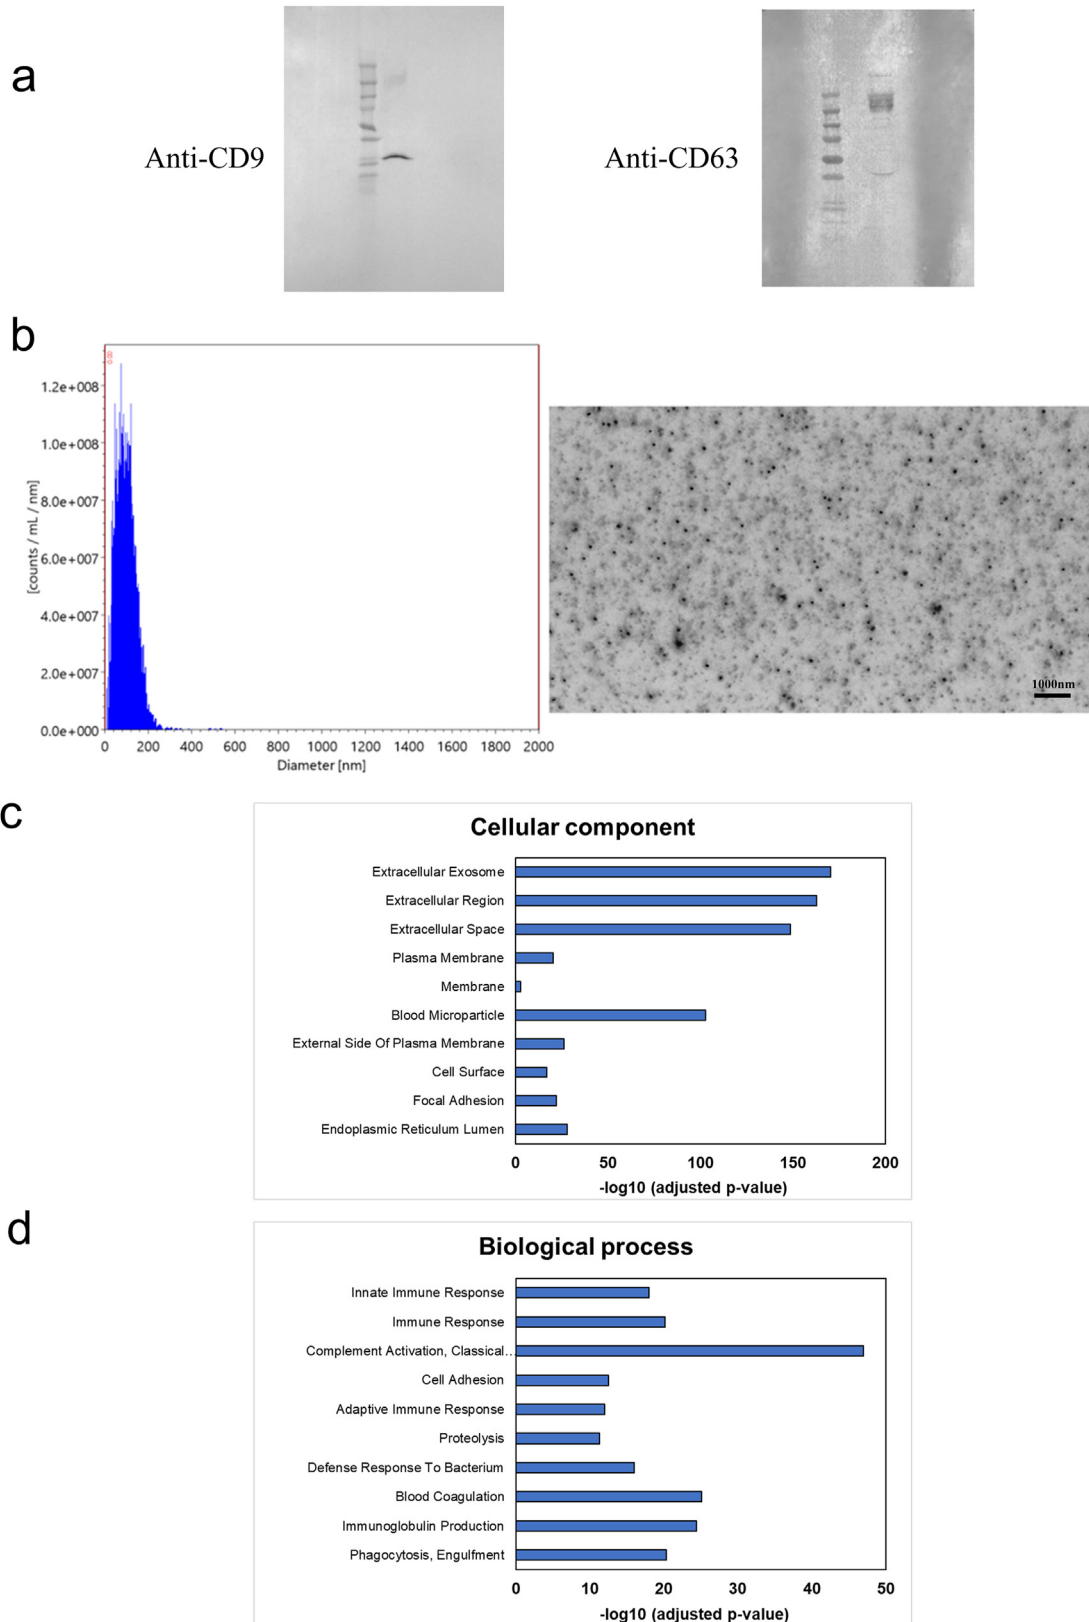 a
Anti-CD9
Anti-CD63
b
1.2e+008
1.0e+008
8.0e+007
6.0e+007
4.0e+007
2.0e+007
0.0e+000
[counts / mL / nm]
0 200 400 600 800 1000 1200 1400 1600 1800 2000
Diameter [nm]
1000nm
c
Cellular component
Extracellular Exosome
Extracellular Region
Extracellular Space
Plasma Membrane
Membrane
Blood Microparticle
External Side Of Plasma Membrane
Cell Surface
Focal Adhesion
Endoplasmic Reticulum Lumen
0 50 100 150 200
-log10 (adjusted p-value)
d
Biological process
Innate Immune Response
Immune Response
Complement Activation, Classical...
Cell Adhesion
Adaptive Immune Response
Proteolysis
Defense Response To Bacterium
Blood Coagulation
Immunoglobulin Production
Phagocytosis, Engulfment
0 10 20 30 40 50
-log10 (adjusted p-value)